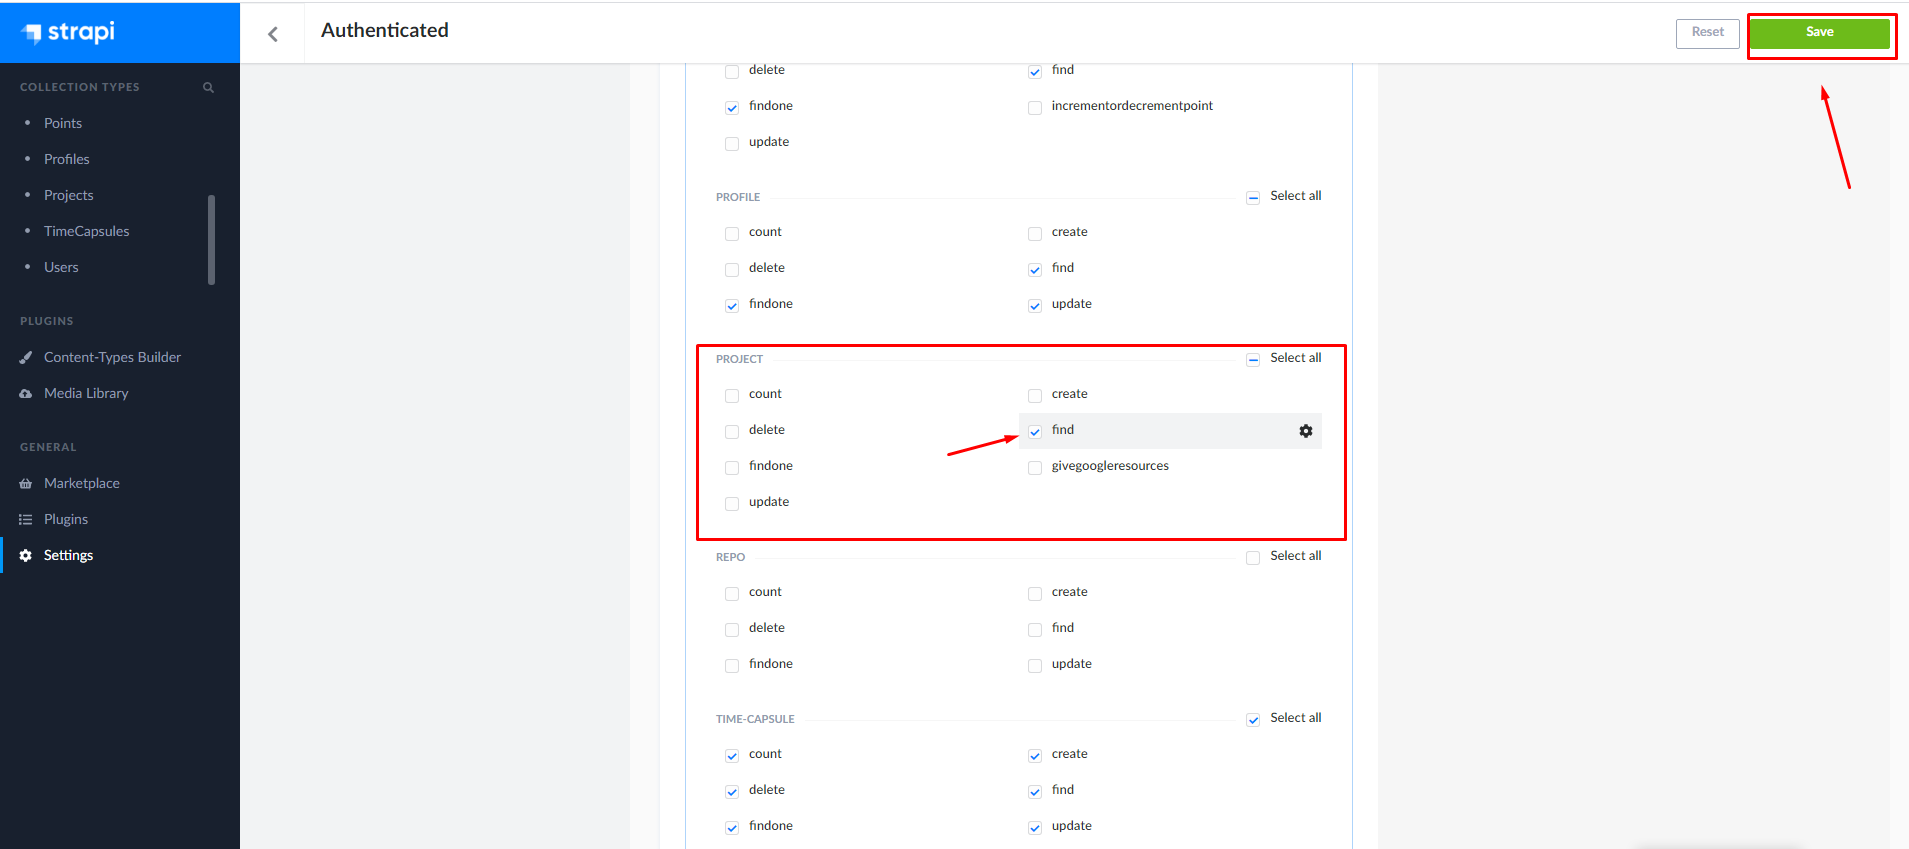 strapi
Authenticated
Reset
Save
COLLECTION TYPES
Points
Profiles
Projects
TimeCapsules
Users
PLUGINS
Content-Types Builder
Media Library
GENERAL
Marketplace
Plugins
Settings
delete find
findone incrementordecrementpoint
update
PROFILE Select all
count create
delete find
findone update
PROJECT Select all
count create
delete find
findone givegoogleresources
update
REPO Select all
count create
delete find
findone update
TIME-CAPSULE Select all
count create
delete find
findone update